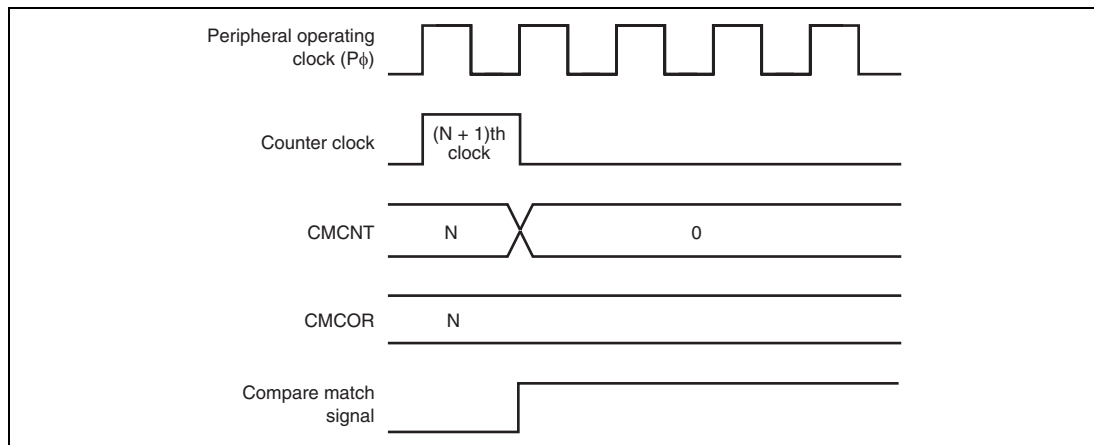 Peripheral operating
clock (Pϕ)
Counter clock
(N + 1)th
clock
CMCNT
N
0
CMCOR
N
Compare match
signal